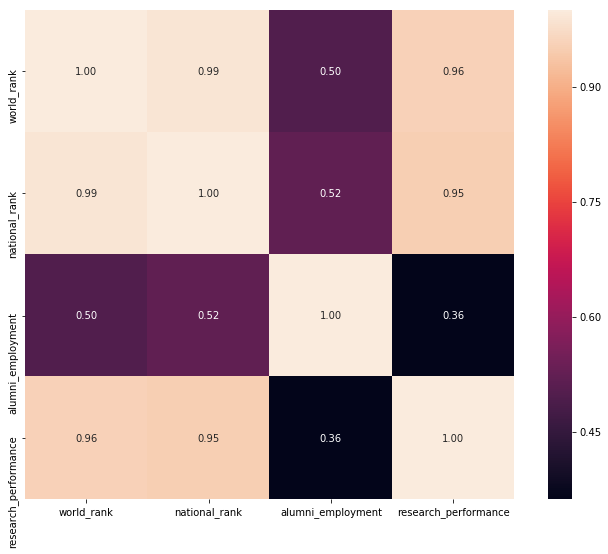 world_rank
1.00 0.99 0.50 0.96
national_rank
0.99 1.00 0.52 0.95
alumni_employment
0.50 0.52 1.00 0.36
research_performance
0.96 0.95 0.36 1.00
world_rank national_rank alumni_employment research_performance
0.90
0.75
0.60
0.45